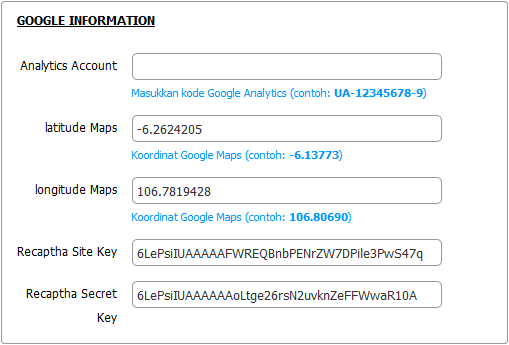 GOOGLE INFORMATION
Analytics Account
Masukkan kode Google Analytics (contoh: UA-12345678-9)
latitude Maps -6.2624205
Koordinat Google Maps (contoh: -6.13773)
longitude Maps 106.7819428
Koordinat Google Maps (contoh: 106.80690)
Recaptha Site Key 6LePsiIUAAAAAFWREQBnbPENrZW7DPile3PwS47q
Recaptha Secret 6LePsiIUAAAAAAoLtge26rsN2uvknZeFFWwaR10A
Key